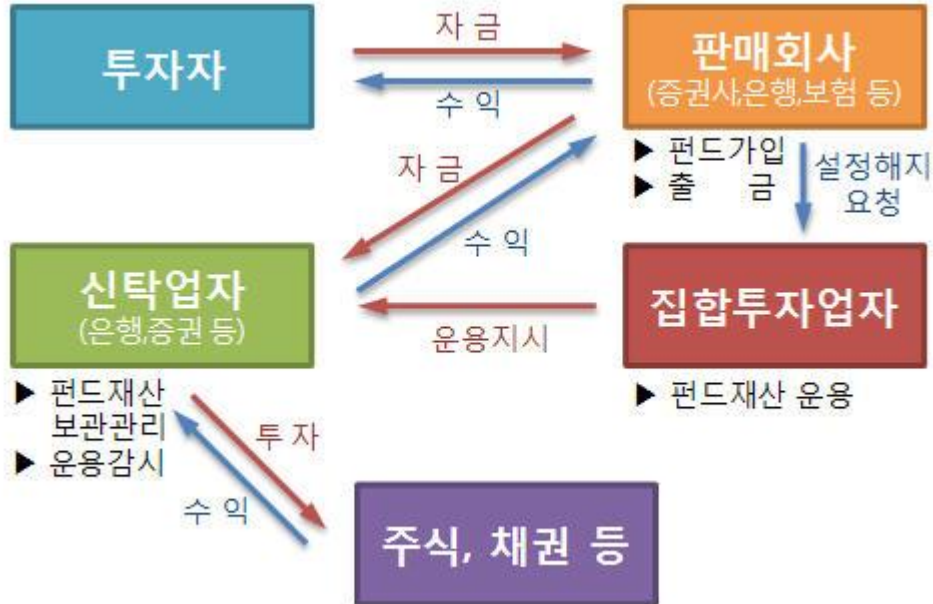 투자자
자 금
수 익
판매회사
(증권사,은행,보험 등)
▶ 펀드가입
▶ 출 금
설정해지
요청
자 금
수 익
신탁업자
(은행,증권 등)
운용지시
집합투자업자
▶ 펀드재산
보관관리
▶ 운용감시
▶ 펀드재산 운용
투 자
수 익
주식, 채권 등